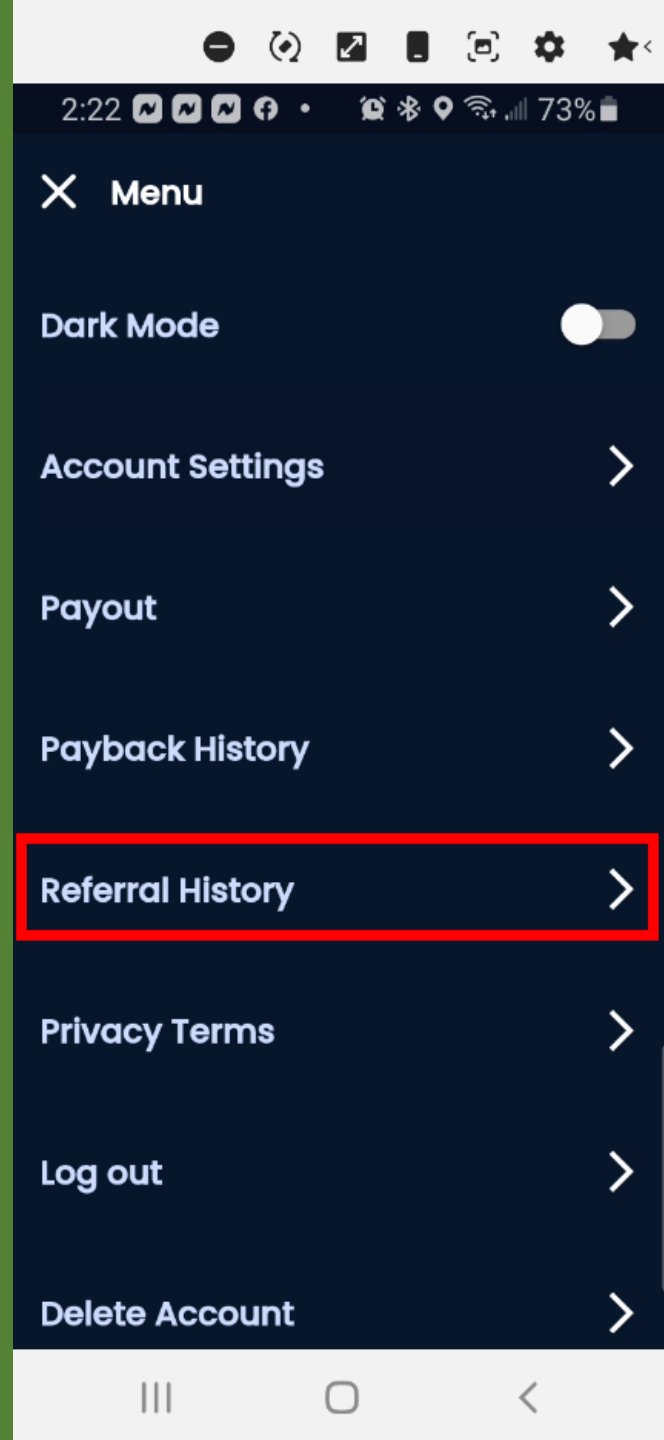 2:22 73%
Menu
Dark Mode
Account Settings
Payout
Payback History
Referral History
Privacy Terms
Log out
Delete Account